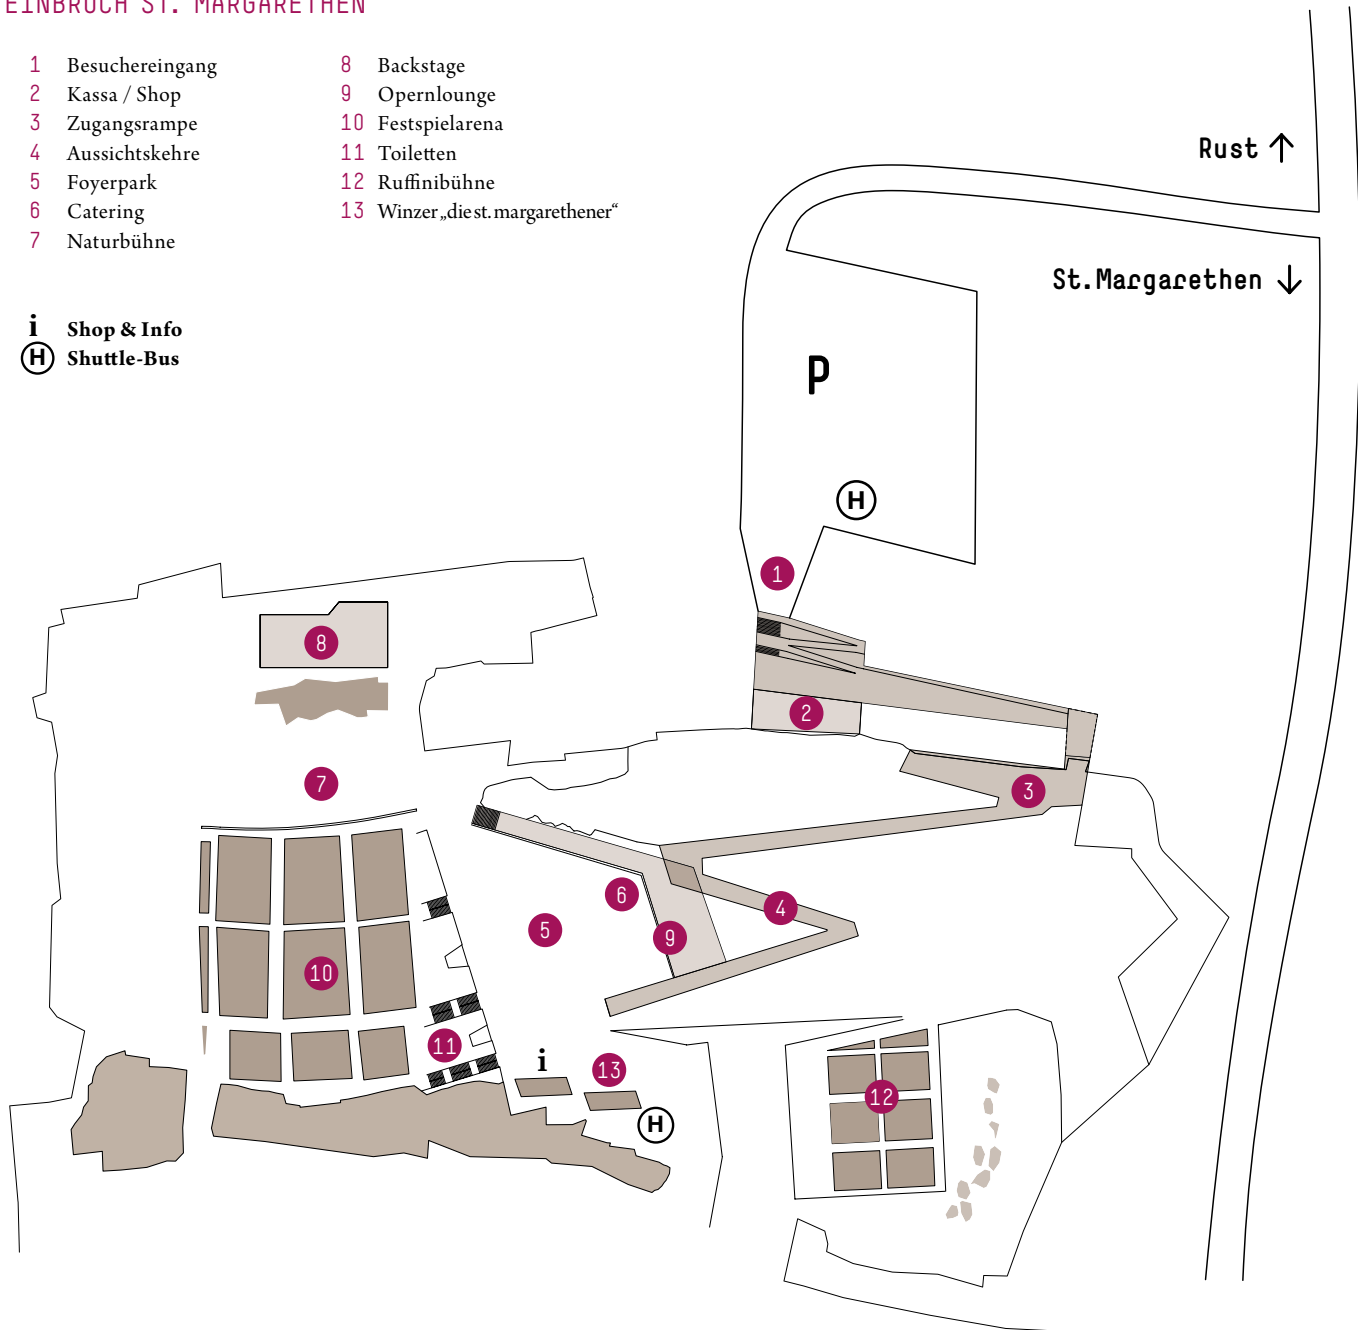 EINBRUCH ST. MARGARETHEN
1 Besuchereingang
2 Kassa / Shop
3 Zugangsrampe
4 Aussichtskehre
5 Foyerpark
6 Catering
7 Naturbühne
8 Backstage
9 Opernlounge
10 Festspielarena
11 Toiletten
12 Ruffinibühne
13 Winzer „die st. margarethener“
i Shop & Info
H Shuttle-Bus
Rust ↑
St.Margarethen ↓
P
H
1
8
2
7
3
6
4
5
9
10
11
i
13
12
H